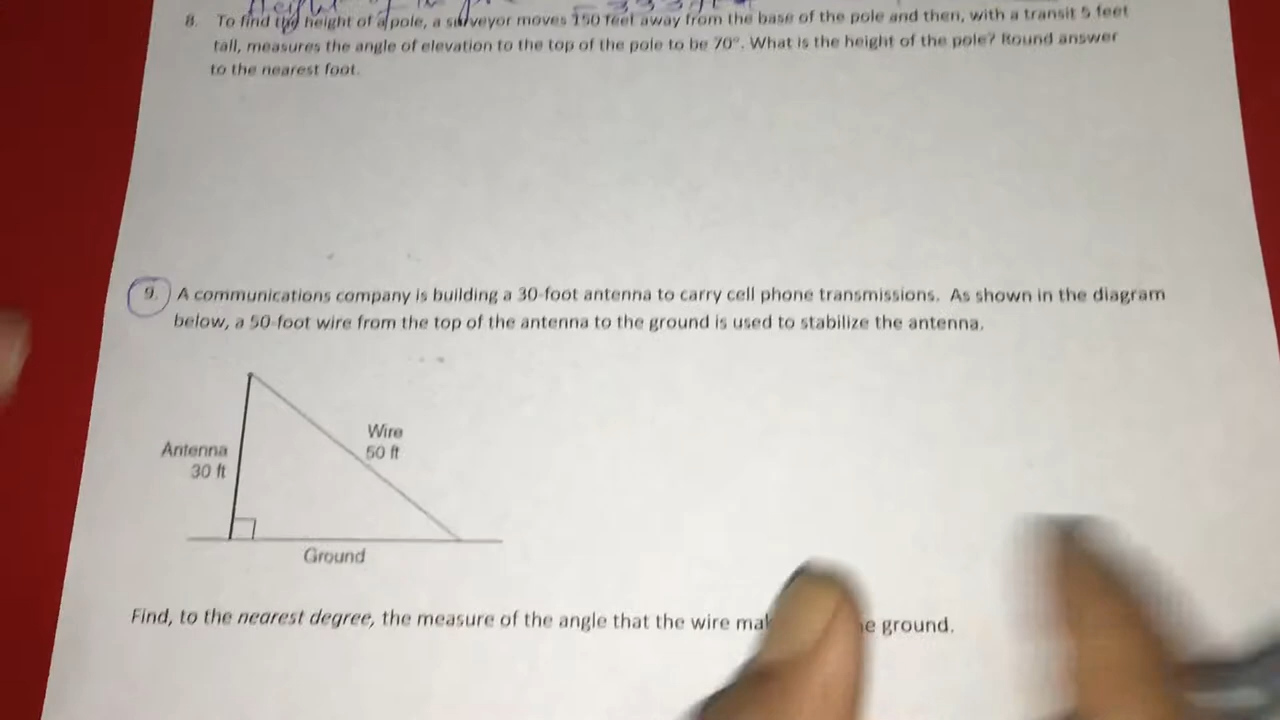 8. To find the height of a pole, a surveyor moves 150 feet away from the base of the pole and then, with a transit 5 feet
tall, measures the angle of elevation to the top of the pole to be 70°. What is the height of the pole? Round answer
to the nearest foot.
9. A communications company is building a 30-foot antenna to carry cell phone transmissions. As shown in the diagram
below, a 50-foot wire from the top of the antenna to the ground is used to stabilize the antenna.
Wire
50 ft
Antenna
30 ft
Ground
Find, to the nearest degree, the measure of the angle that the wire ground.